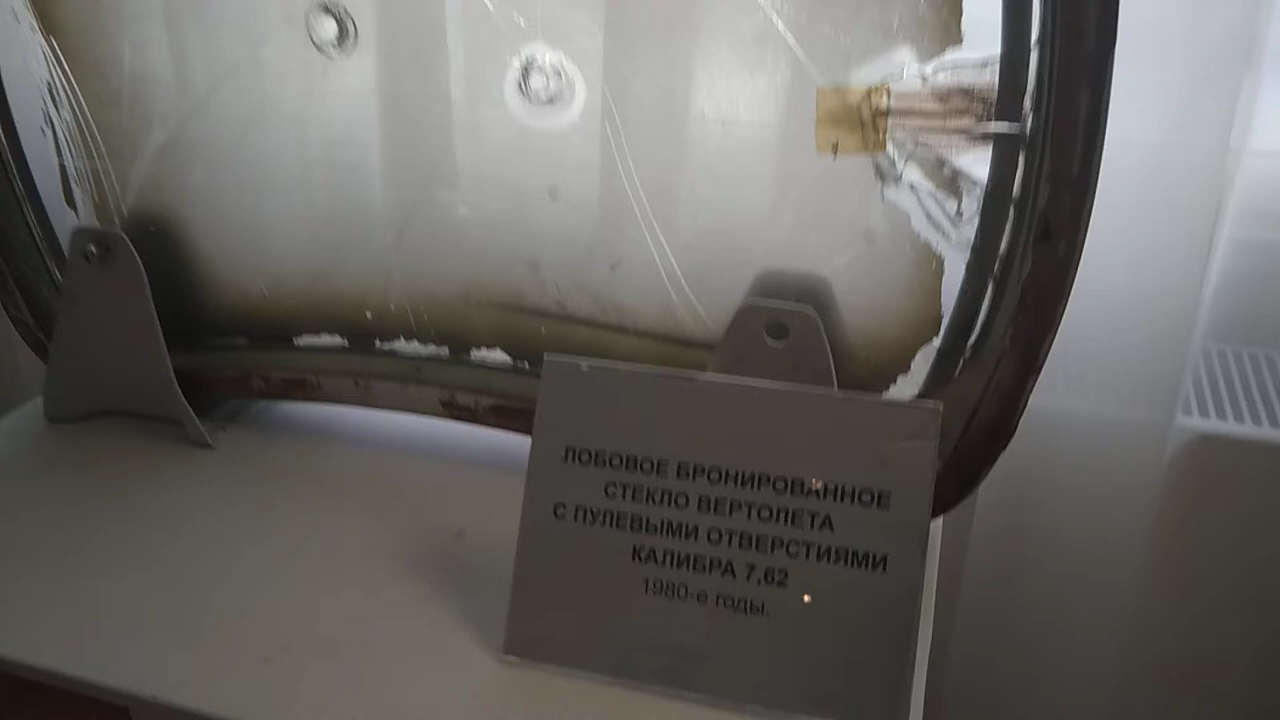 ЛОБОВОЕ БРОНИРОВАННОЕ
СТЕКЛО ВЕРТОЛЕТА
С ПУЛЕВЫМИ ОТВЕРСТИЯМИ
КАЛИБРА 7,62
1980-е годы.